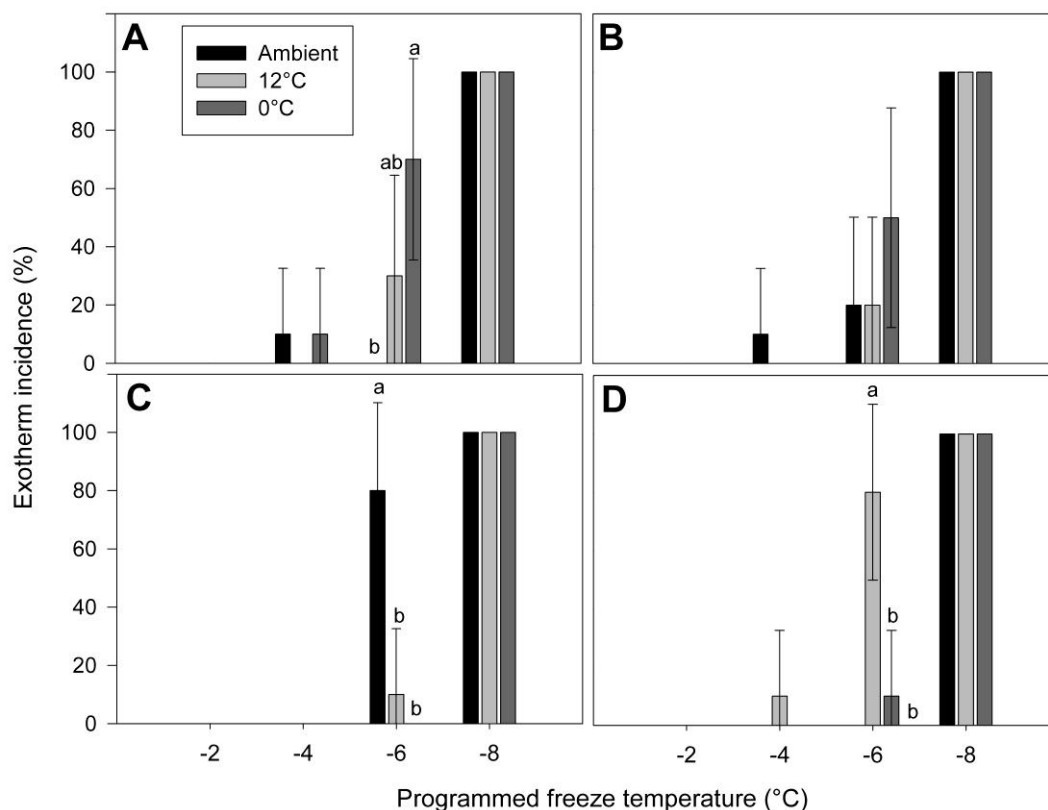 A
Ambient
12°C
0°C
a
ab
b
B
100
80
60
40
20
0
C
a
b
b
D
a
b
b
100
80
60
40
20
0
-2
-4
-6
-8
-2
-4
-6
-8
Exotherm incidence (%)
Programmed freeze temperature (°C)